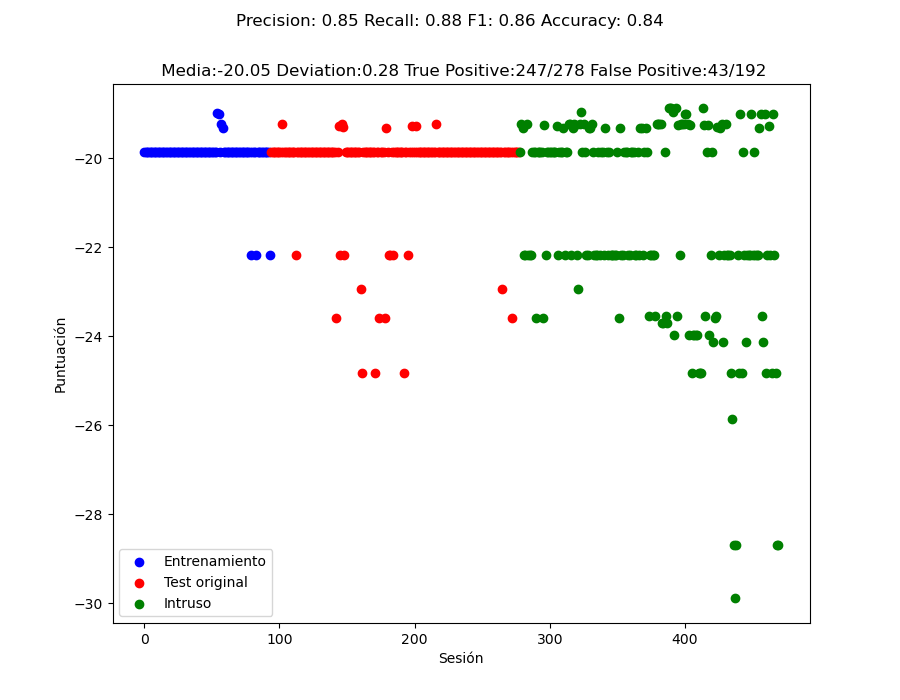 Precision: 0.85 Recall: 0.88 F1: 0.86 Accuracy: 0.84
Media:-20.05 Deviation:0.28 True Positive:247/278 False Positive:43/192
Puntuación
−20
−22
−24
−26
−28
−30
Entrenamiento
Test original
Intruso
0 100 200 300 400
Sesión